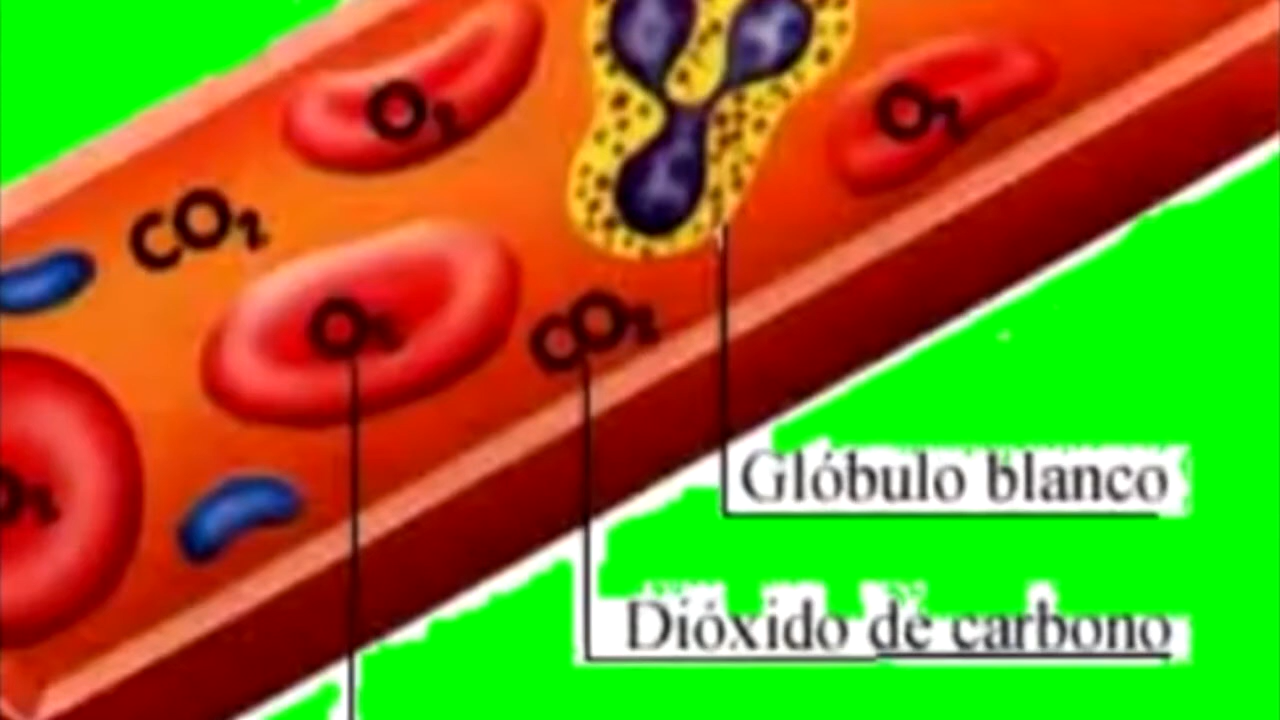 O₂
O₂
CO₂
O₂
CO₂
O₂
Glóbulo blanco
Dióxido de carbono